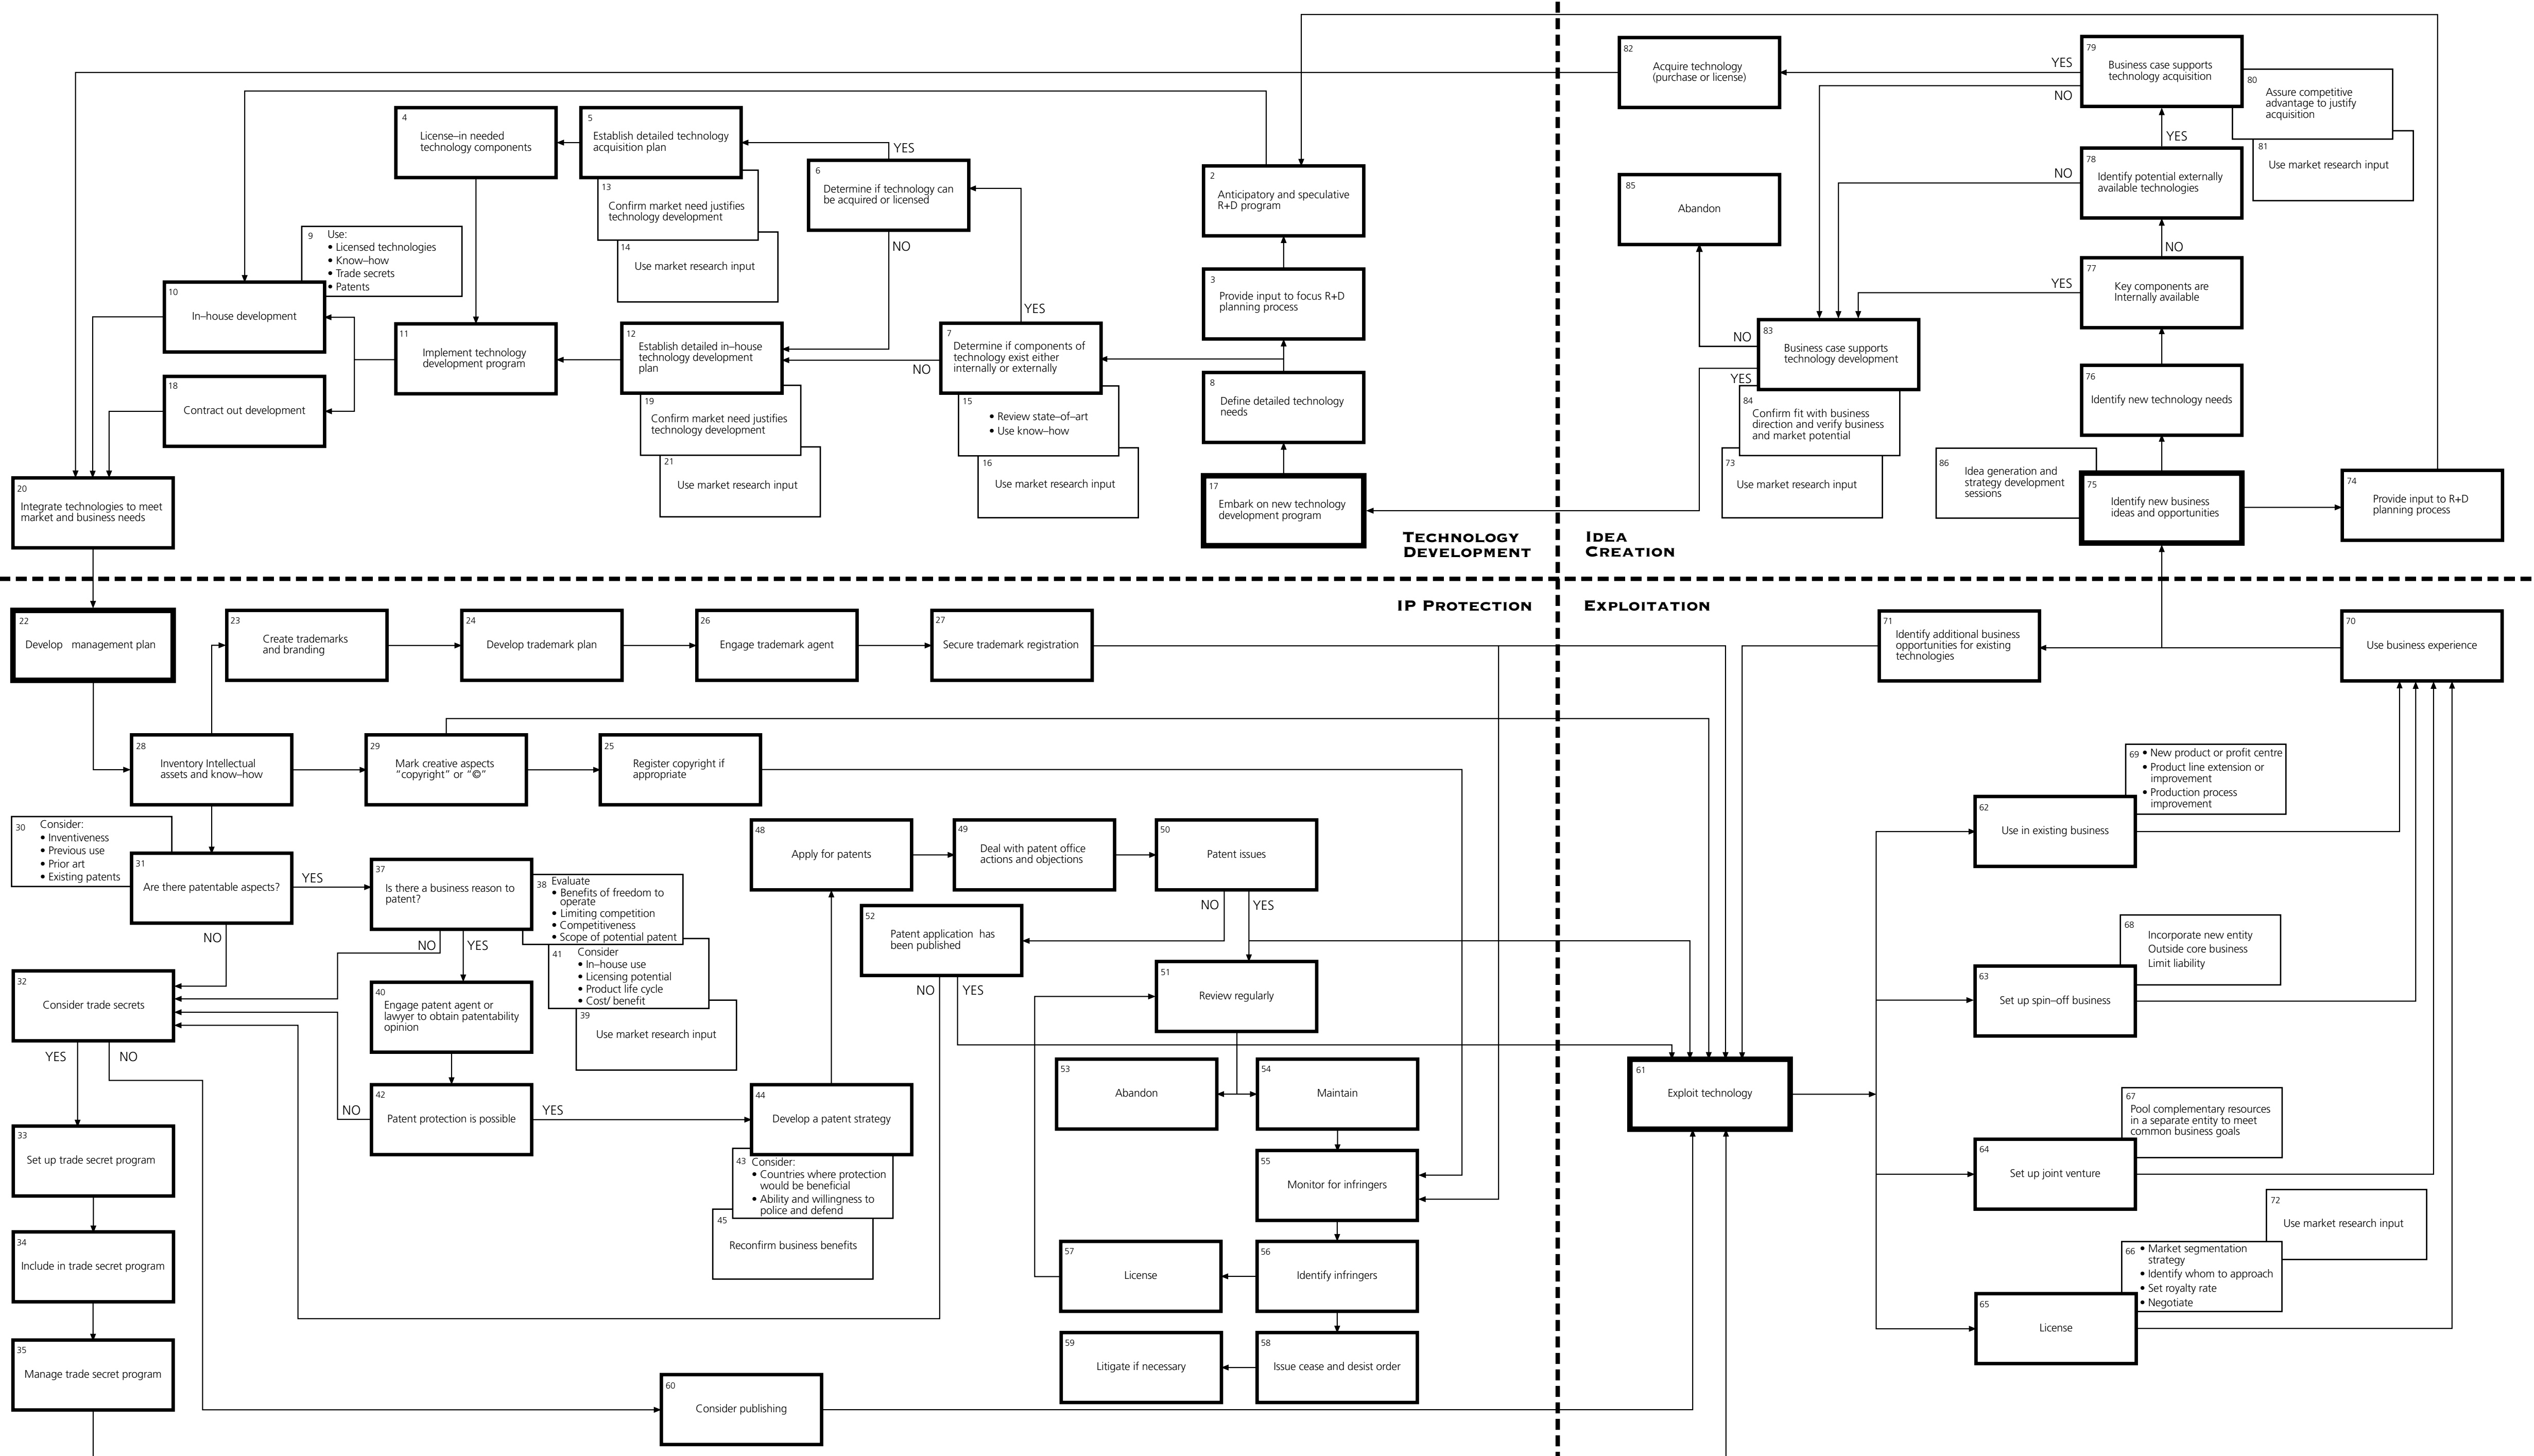 82
Acquire technology
(purchase or license)
79
Business case supports
technology acquisition
YES
NO
80
Assure competitive
advantage to justify
acquisition
81
Use market research input
YES
78
Identify potential externally
available technologies
NO
NO
77
Key components are
Internally available
YES
76
Identify new technology needs
85
Abandon
NO
83
Business case supports
technology development
YES
84
Confirm fit with business
direction and verify business
and market potential
73
Use market research input
86
Idea generation and
strategy development
sessions
75
Identify new business
ideas and opportunities
74
Provide input to R+D
planning process
4
License–in needed
technology components
5
Establish detailed technology
acquisition plan
YES
6
Determine if technology can
be acquired or licensed
NO
13
Confirm market need justifies
technology development
14
Use market research input
2
Anticipatory and speculative
R+D program
3
Provide input to focus R+D
planning process
9
Use:
• Licensed technologies
• Know–how
• Trade secrets
• Patents
10
In–house development
11
Implement technology
development program
12
Establish detailed in–house
technology development
plan
NO
YES
7
Determine if components of
technology exist either
internally or externally
8
Define detailed technology
needs
18
Contract out development
19
Confirm market need justifies
technology development
21
Use market research input
15
• Review state–of–art
• Use know–how
16
Use market research input
17
Embark on new technology
development program
20
Integrate technologies to meet
market and business needs
Technology
Development
Idea
Creation
IP Protection
Exploitation
22
Develop management plan
23
Create trademarks
and branding
24
Develop trademark plan
26
Engage trademark agent
27
Secure trademark registration
28
Inventory Intellectual
assets and know–how
29
Mark creative aspects
“copyright” or “©”
25
Register copyright if
appropriate
30
Consider:
• Inventiveness
• Previous use
• Prior art
• Existing patents
31
Are there patentable aspects?
YES
NO
37
Is there a business reason to
patent?
NO
YES
38
Evaluate
• Benefits of freedom to
operate
• Limiting competition
• Competitiveness
• Scope of potential patent
41
Consider
• In–house use
• Licensing potential
• Product life cycle
• Cost/ benefit
39
Use market research input
48
Apply for patents
49
Deal with patent office
actions and objections
50
Patent issues
NO
YES
52
Patent application has
been published
NO
YES
51
Review regularly
32
Consider trade secrets
YES
NO
40
Engage patent agent or
lawyer to obtain patentability
opinion
42
Patent protection is possible
NO
YES
44
Develop a patent strategy
43
Consider:
• Countries where protection
would be beneficial
• Ability and willingness to
police and defend
45
Reconfirm business benefits
53
Abandon
54
Maintain
55
Monitor for infringers
56
Identify infringers
57
License
58
Issue cease and desist order
59
Litigate if necessary
33
Set up trade secret program
34
Include in trade secret program
35
Manage trade secret program
60
Consider publishing
71
Identify additional business
opportunities for existing
technologies
70
Use business experience
61
Exploit technology
69
• New product or profit centre
• Product line extension or
improvement
• Production process
improvement
62
Use in existing business
68
Incorporate new entity
Outside core business
Limit liability
63
Set up spin–off business
67
Pool complementary resources
in a separate entity to meet
common business goals
64
Set up joint venture
72
Use market research input
66
• Market segmentation
strategy
• Identify whom to approach
• Set royalty rate
• Negotiate
65
License